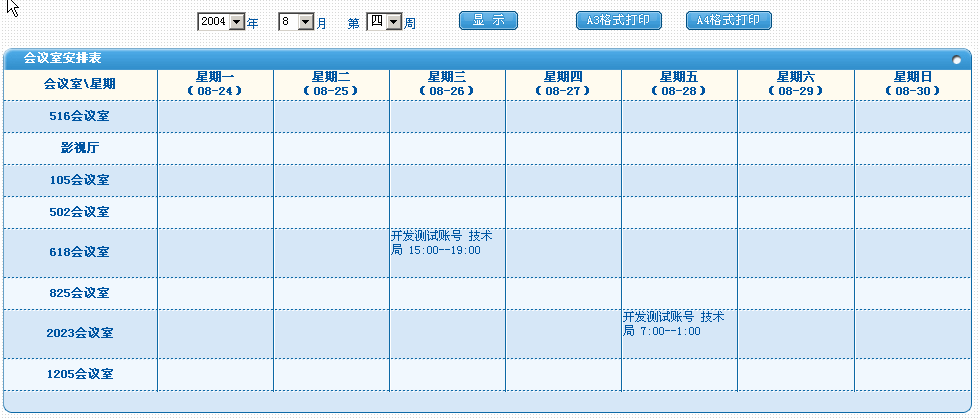 2004 年 8 月 第 四 周 显 示 A3格式打印 A4格式打印
会议室安排表
会议室\星期 星期一 星期二 星期三 星期四 星期五 星期六 星期日
(08-24) (08-25) (08-26) (08-27) (08-28) (08-29) (08-30)
516会议室
影视厅
105会议室
502会议室
618会议室
开发测试账号 技术
局 15:00--19:00
825会议室
2023会议室
开发测试账号 技术
局 7:00--1:00
1205会议室